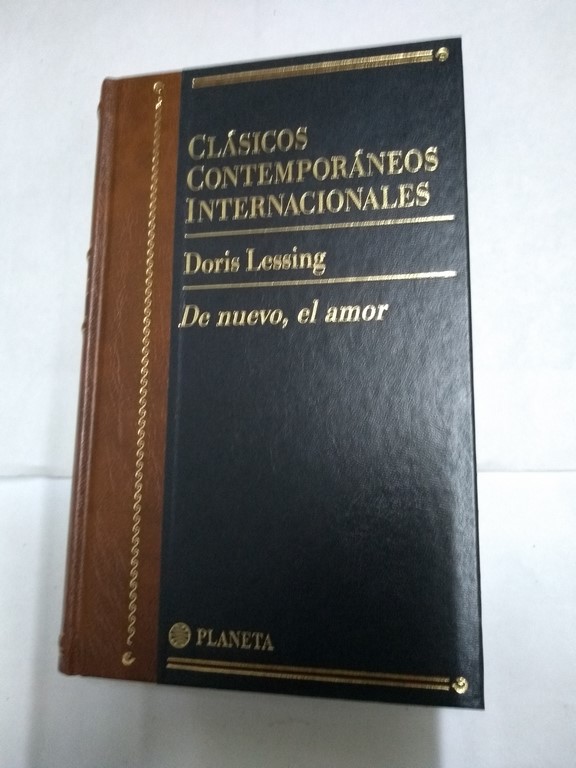 CLÁSICOS
CONTEMPORÁNEOS
INTERNACIONALES
Doris Lessing
De nuevo, el amor
PLANETA